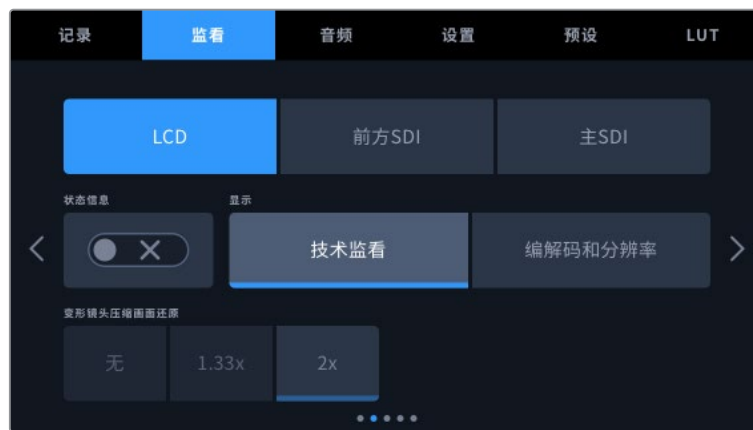 记录 监看 音频 设置 预设 LUT
LCD 前方SDI 主SDI
状态信息 显示
技术监看 编解码和分辨率
变形镜头压缩画面还原
无 1.33x 2x